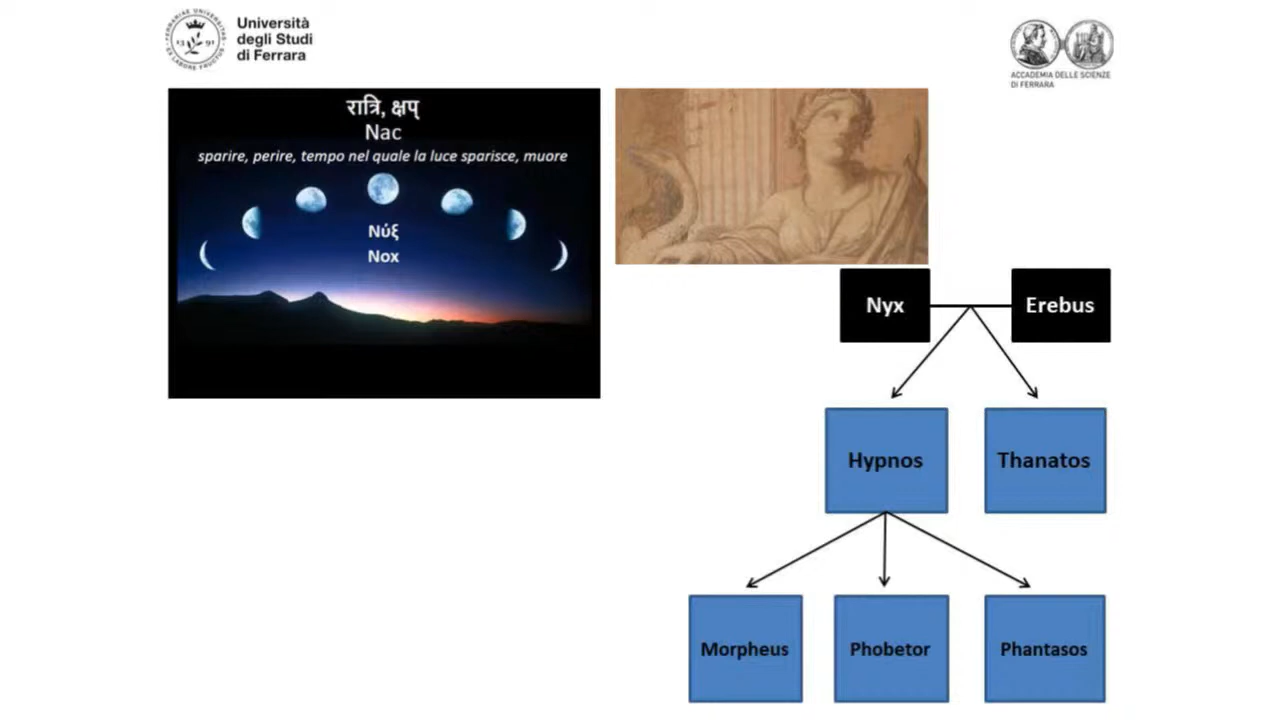 Università
degli Studi
di Ferrara
ACCADEMIA DELLE SCIENZE
DI FERRARA
रात्रि, क्षप्
Nac
sparire, perire, tempo nel quale la luce sparisce, muore
Νύξ
Nox
Nyx
Erebus
Hypnos
Thanatos
Morpheus
Phobetor
Phantasos